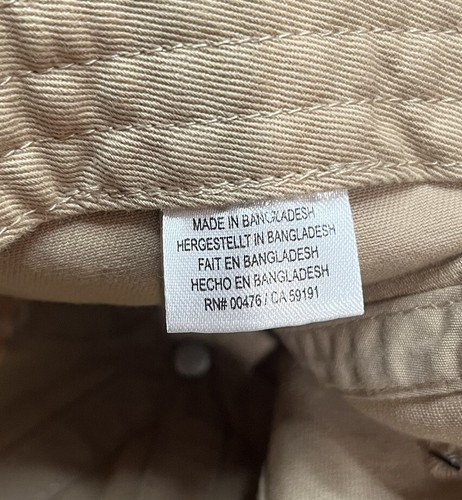 MADE IN BANGLADESH
HERGESTELLT IN BANGLADESH
FAIT EN BANGLADESH
HECHO EN BANGLADESH
RN# 00476 / CA 59191